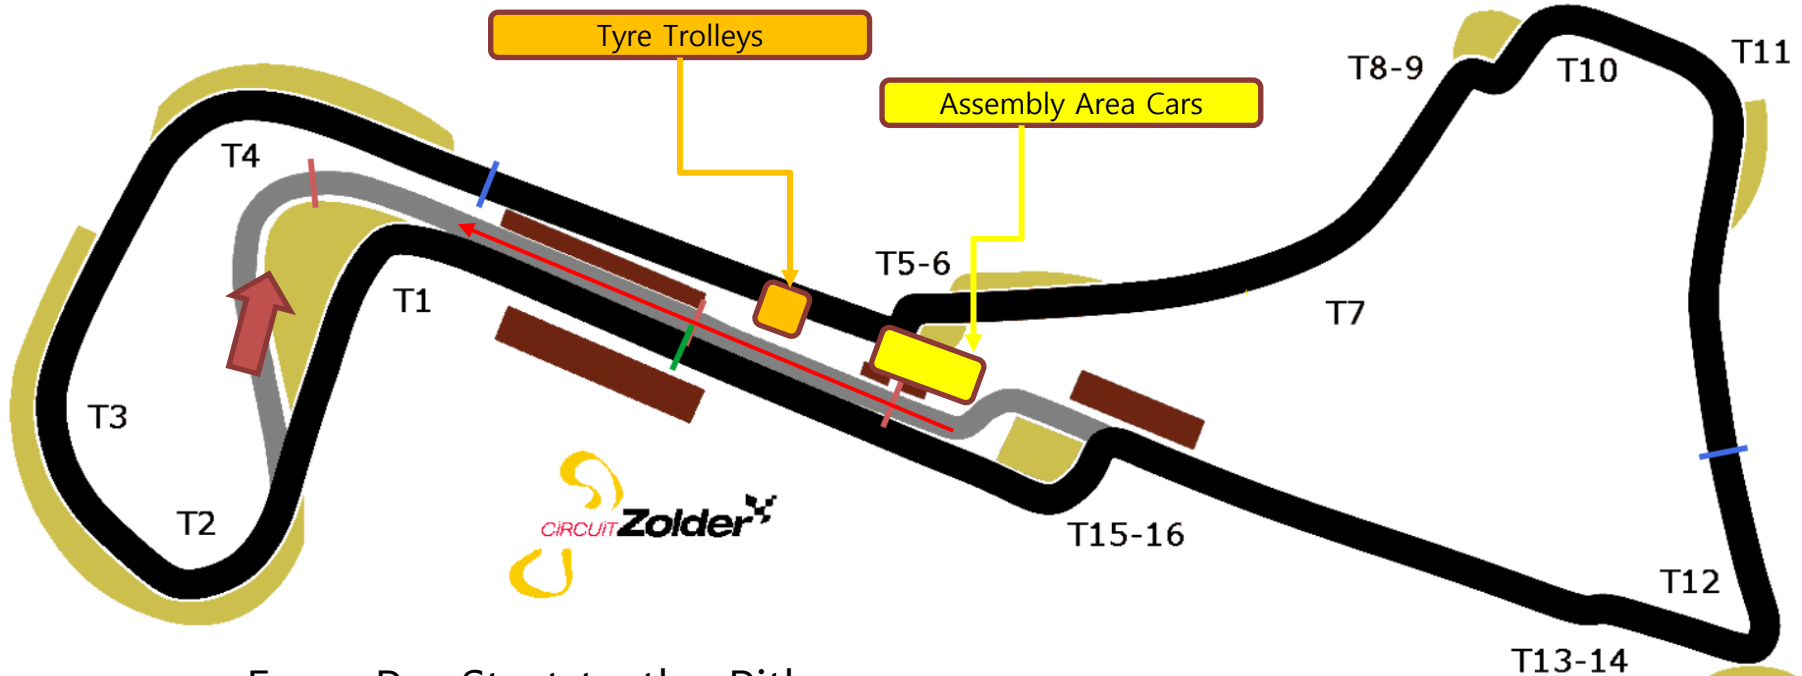 Tyre Trolleys
Assembly Area Cars
T8-9
T10
T11
T4
T5-6
T1
T7
T3
T2
CiRCUiT Zolder
T15-16
T12
T13-14